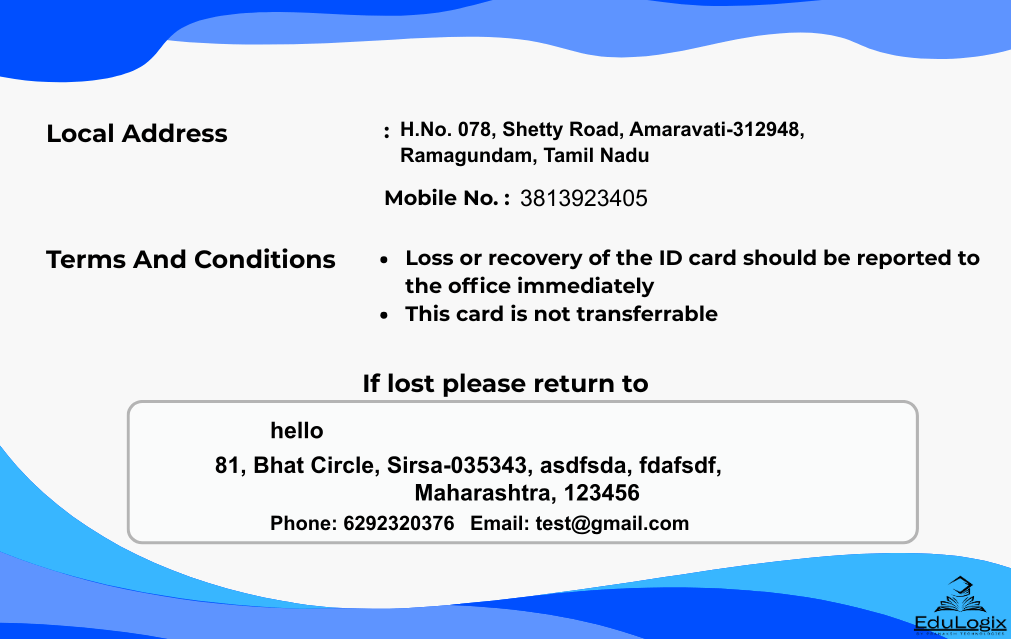 Local Address : H.No. 078, Shetty Road, Amaravati-312948,
Ramagundam, Tamil Nadu
Mobile No. : 3813923405
Terms And Conditions • Loss or recovery of the ID card should be reported to
the office immediately
• This card is not transferrable
If lost please return to
hello
81, Bhat Circle, Sirsa-035343, asdfsda, fdafsdf,
Maharashtra, 123456
Phone: 6292320376 Email: test@gmail.com
EduLogix